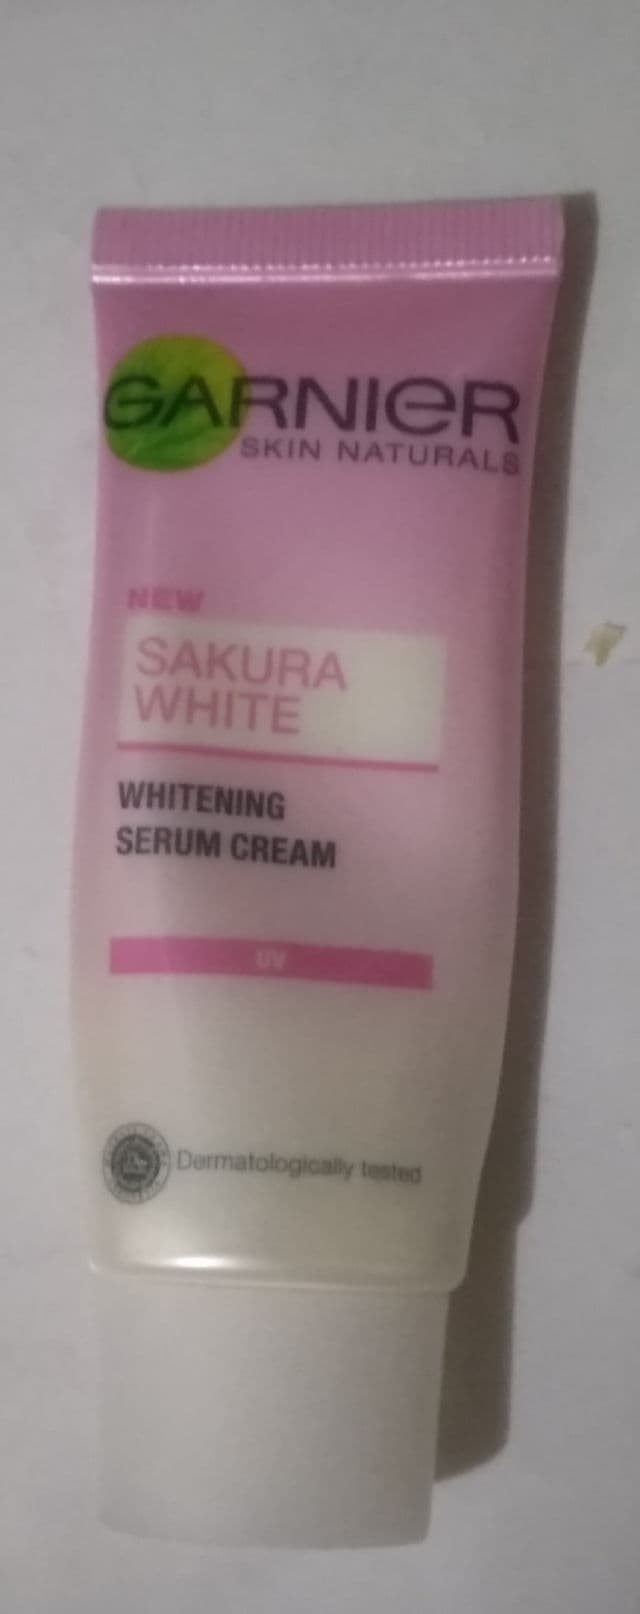 GARNIER
SKIN NATURALS
NEW
SAKURA
WHITE
WHITENING
SERUM CREAM
UV
Dermatologically tested